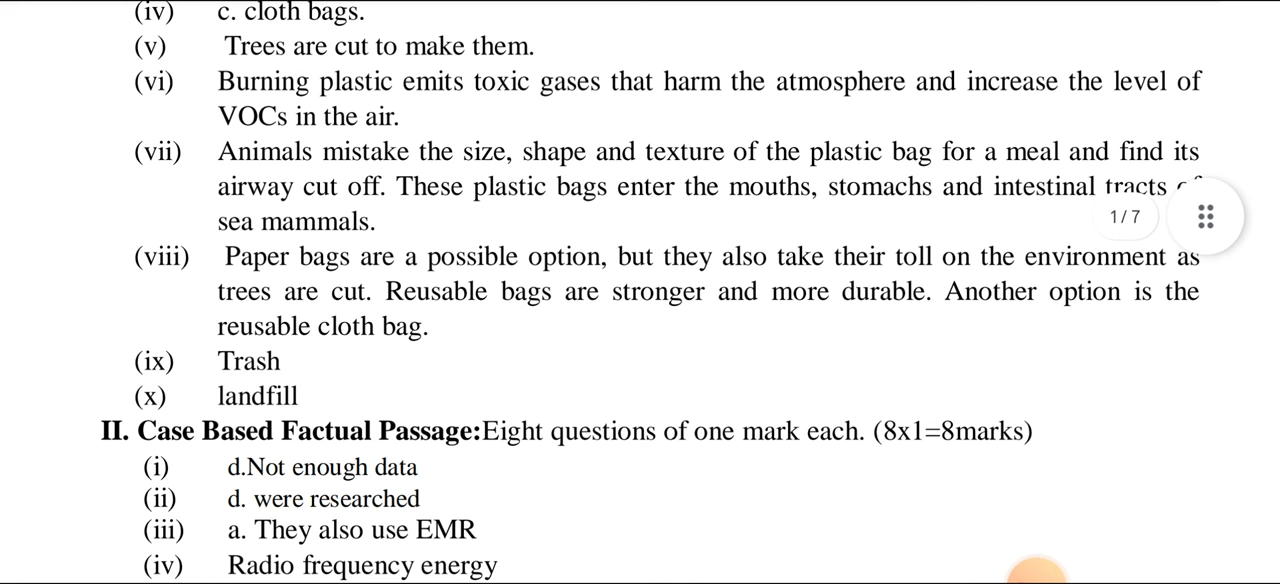 (iv) c. cloth bags.
(v) Trees are cut to make them.
(vi) Burning plastic emits toxic gases that harm the atmosphere and increase the level of
VOCs in the air.
(vii) Animals mistake the size, shape and texture of the plastic bag for a meal and find its
airway cut off. These plastic bags enter the mouths, stomachs and intestinal tracts
sea mammals.
1 / 7
(viii) Paper bags are a possible option, but they also take their toll on the environment as
trees are cut. Reusable bags are stronger and more durable. Another option is the
reusable cloth bag.
(ix) Trash
(x) landfill
II. Case Based Factual Passage:Eight questions of one mark each. (8x1=8marks)
(i) d.Not enough data
(ii) d. were researched
(iii) a. They also use EMR
(iv) Radio frequency energy